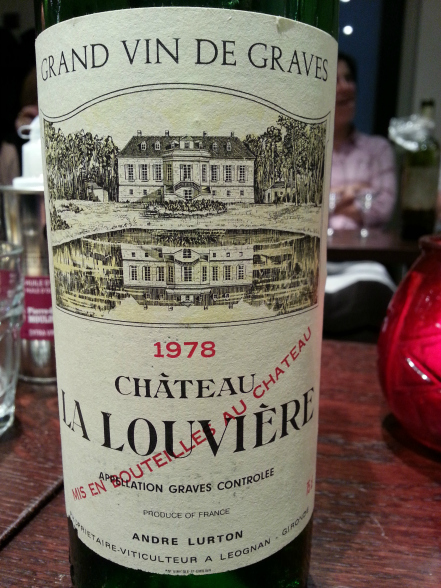 GRAND VIN DE GRAVES
1978
CHÂTEAU
LA LOUVIÈRE
MIS EN BOUTEILLES AU CHATEAU
APPELLATION GRAVES CONTROLEE
PRODUCE OF FRANCE
ANDRE LURTON
PROPRIETAIRE-VITICULTEUR A LEOGNAN - GIRONDE